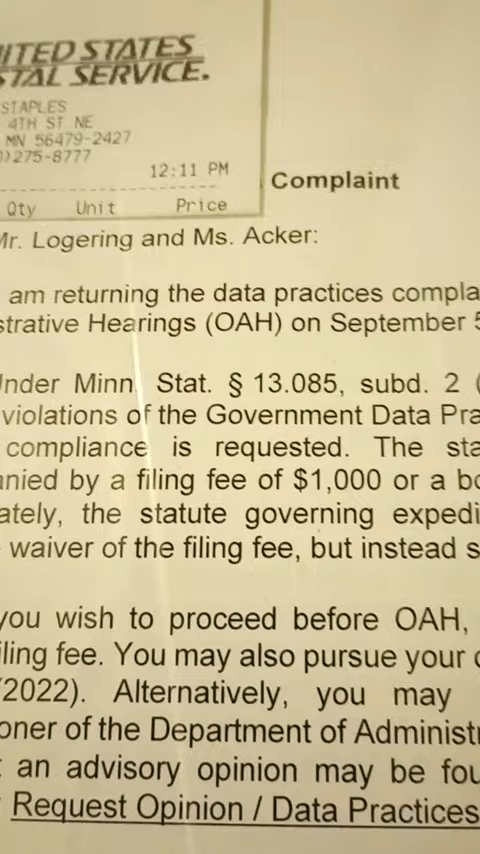 ITED STATES
STAL SERVICE.
STAPLES
4TH ST NE
MN 56479-2427
)275-8777
12:11 PM
Qty Unit Price
Complaint
Mr. Logering and Ms. Acker:
am returning the data practices compla
strative Hearings (OAH) on September 5
Under Minn. Stat. § 13.085, subd. 2 (
violations of the Government Data Pra
compliance is requested. The sta
anied by a filing fee of $1,000 or a bo
ately, the statute governing expedi
waiver of the filing fee, but instead s
you wish to proceed before OAH,
iling fee. You may also pursue your c
(2022). Alternatively, you may
oner of the Department of Administr
t an advisory opinion may be fou
Request Opinion / Data Practices